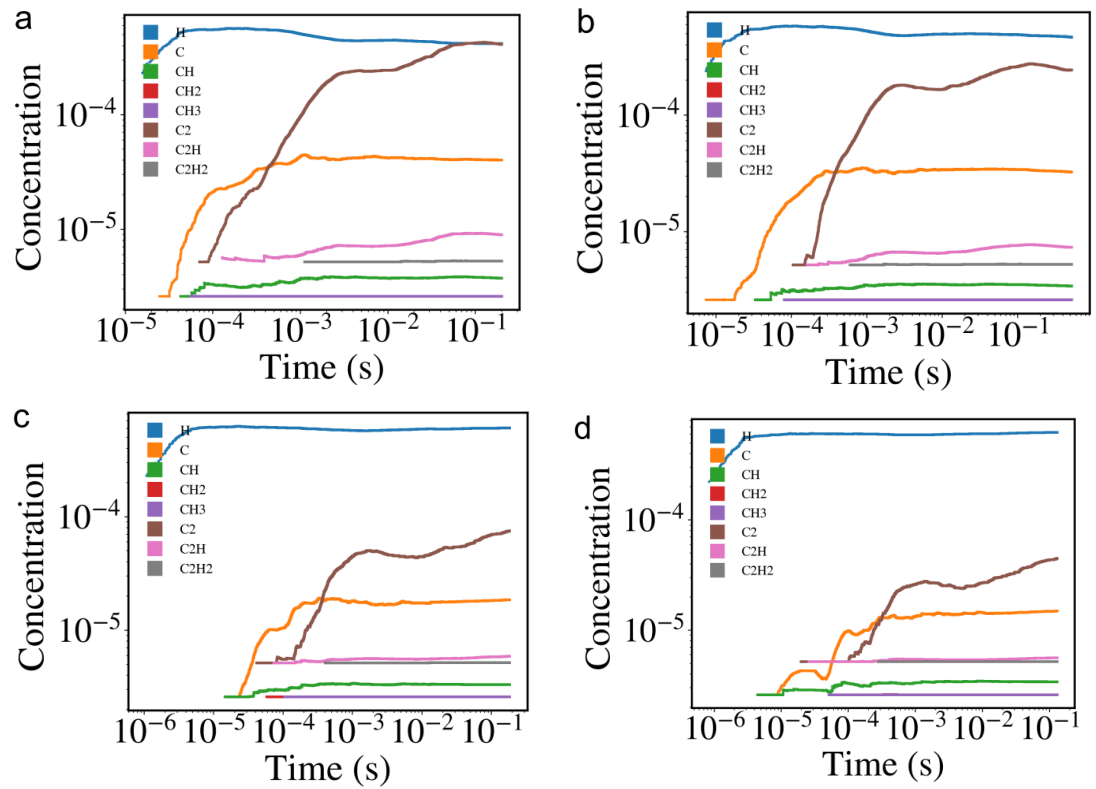 a
H
C
CH
CH2
CH3
C2
C2H
C2H2
10⁻⁴
10⁻⁵
Concentration
10⁻⁵ 10⁻⁴ 10⁻³ 10⁻² 10⁻¹
Time (s)
b
H
C
CH
CH2
CH3
C2
C2H
C2H2
10⁻⁴
10⁻⁵
Concentration
10⁻⁵ 10⁻⁴ 10⁻³ 10⁻² 10⁻¹
Time (s)
c
H
C
CH
CH2
CH3
C2
C2H
C2H2
10⁻⁴
10⁻⁵
Concentration
10⁻⁶ 10⁻⁵ 10⁻⁴ 10⁻³ 10⁻² 10⁻¹
Time (s)
d
H
C
CH
CH2
CH3
C2
C2H
C2H2
10⁻⁴
10⁻⁵
Concentration
10⁻⁶ 10⁻⁵ 10⁻⁴ 10⁻³ 10⁻² 10⁻¹
Time (s)